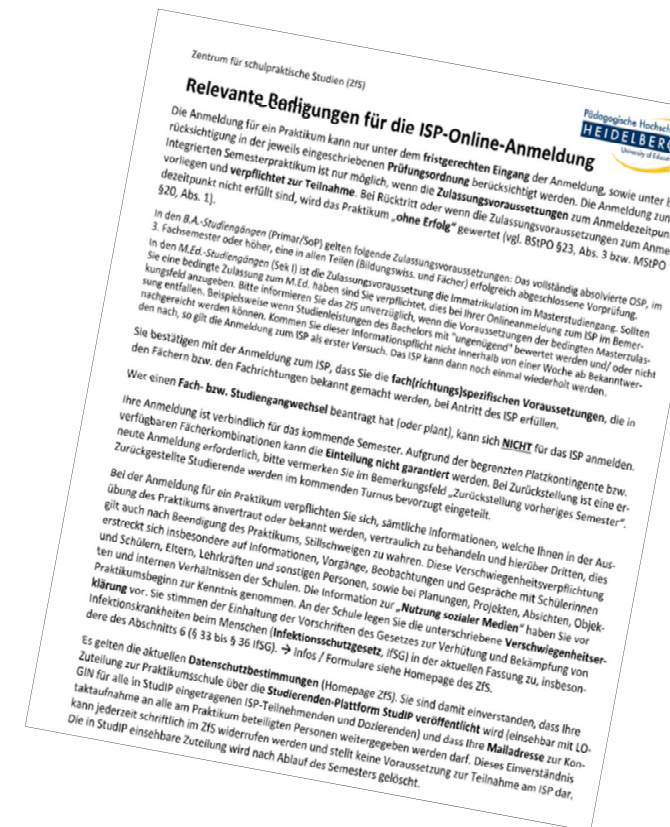 Zentrum für schulpraktische Studien (ZfS)
Pädagogische Hochsch
HEIDELBERG
University of Educat
Relevante Bedigungen für die ISP-Online-Anmeldung
Die Anmeldung für ein Praktikum kann nur unter dem fristgerechten Eingang der Anmeldung, sowie unter B
rücksichtigung in der jeweils eingeschriebenen Prüfungsordnung berücksichtigt werden. Die Anmeldung zum
Integrierten Semesterpraktikum ist nur möglich, wenn die Zulassungsvoraussetzungen zum Anmeldezeitpunkt
vorliegen und verpflichtet zur Teilnahme. Bei Rücktritt oder wenn die Zulassungsvoraussetzungen zum Anme
dezeitpunkt nicht erfüllt sind, wird das Praktikum „ohne Erfolg“ gewertet (vgl. BStPO §23, Abs. 3 bzw. MStPO
§20, Abs. 1).
In den B.A.-Studiengängen (Primar/SoP) gelten folgende Zulassungsvoraussetzungen: Das vollständig absolvierte OSP, im
3. Fachsemester oder höher, eine in allen Teilen (Bildungswiss. und Fächer) erfolgreich abgeschlossene Vorprüfung.
In den M.Ed.-Studiengängen (Sek I) ist die Zulassungsvoraussetzung die Immatrikulation im Masterstudiengang. Sollten
Sie eine bedingte Zulassung zum M.Ed. haben sind Sie verpflichtet, dies bei Ihrer Onlineanmeldung zum ISP im Bemer-
kungsfeld anzugeben. Bitte informieren Sie das ZfS unverzüglich, wenn die Voraussetzungen der bedingten Masterzulas-
sung entfallen. Beispielsweise wenn Studienleistungen des Bachelors mit "ungenügend" bewertet werden und/ oder nicht
nachgereicht werden können. Kommen Sie dieser Informationspflicht nicht innerhalb von einer Woche ab Bekanntwer-
den nach, so gilt die Anmeldung zum ISP als erster Versuch. Das ISP kann dann noch einmal wiederholt werden.
Sie bestätigen mit der Anmeldung zum ISP, dass Sie die fach(richtungs)spezifischen Voraussetzungen, die in
den Fächern bzw. den Fachrichtungen bekannt gemacht werden, bei Antritt des ISP erfüllen.
Wer einen Fach- bzw. Studiengangwechsel beantragt hat (oder plant), kann sich NICHT für das ISP anmelden.
Ihre Anmeldung ist verbindlich für das kommende Semester. Aufgrund der begrenzten Platzkontingente bzw.
verfügbaren Fächerkombinationen kann die Einteilung nicht garantiert werden. Bei Zurückstellung ist eine er-
neute Anmeldung erforderlich, bitte vermerken Sie im Bemerkungsfeld „Zurückstellung vorheriges Semester“.
Zurückgestellte Studierende werden im kommenden Turnus bevorzugt eingeteilt.
Bei der Anmeldung für ein Praktikum verpflichten Sie sich, sämtliche Informationen, welche Ihnen in der Aus-
übung des Praktikums anvertraut oder bekannt werden, vertraulich zu behandeln und hierüber Dritten, dies
gilt auch nach Beendigung des Praktikums, Stillschweigen zu wahren. Diese Verschwiegenheitsverpflichtung
erstreckt sich insbesondere auf Informationen, Vorgänge, Beobachtungen und Gespräche mit Schülerinnen
und Schülern, Eltern, Lehrkräften und sonstigen Personen, sowie bei Planungen, Projekten, Absichten, Objek-
ten und internen Verhältnissen der Schulen. Die Information zur „Nutzung sozialer Medien“ haben Sie vor
Praktikumsbeginn zur Kenntnis genommen. An der Schule legen Sie die unterschriebene Verschwiegenheitser-
klärung vor. Sie stimmen der Einhaltung der Vorschriften des Gesetzes zur Verhütung und Bekämpfung von
Infektionskrankheiten beim Menschen (Infektionsschutzgesetz, IfSG) in der aktuellen Fassung zu, insbeson-
dere des Abschnitts 6 (§ 33 bis § 36 IfSG). → Infos / Formulare siehe Homepage des ZfS.
Es gelten die aktuellen Datenschutzbestimmungen (Homepage ZfS). Sie sind damit einverstanden, dass Ihre
Zuteilung zur Praktikumsschule über die Studierenden-Plattform StudIP veröffentlicht wird (einsehbar mit LO-
GIN für alle in StudIP eingetragenen ISP-Teilnehmenden und Dozierenden) und dass Ihre Mailadresse zur Kon-
taktaufnahme an alle am Praktikum beteiligten Personen weitergegeben werden darf. Dieses Einverständnis
kann jederzeit schriftlich im ZfS widerrufen werden und stellt keine Voraussetzung zur Teilnahme am ISP dar.
Die in StudIP einsehbare Zuteilung wird nach Ablauf des Semesters gelöscht.